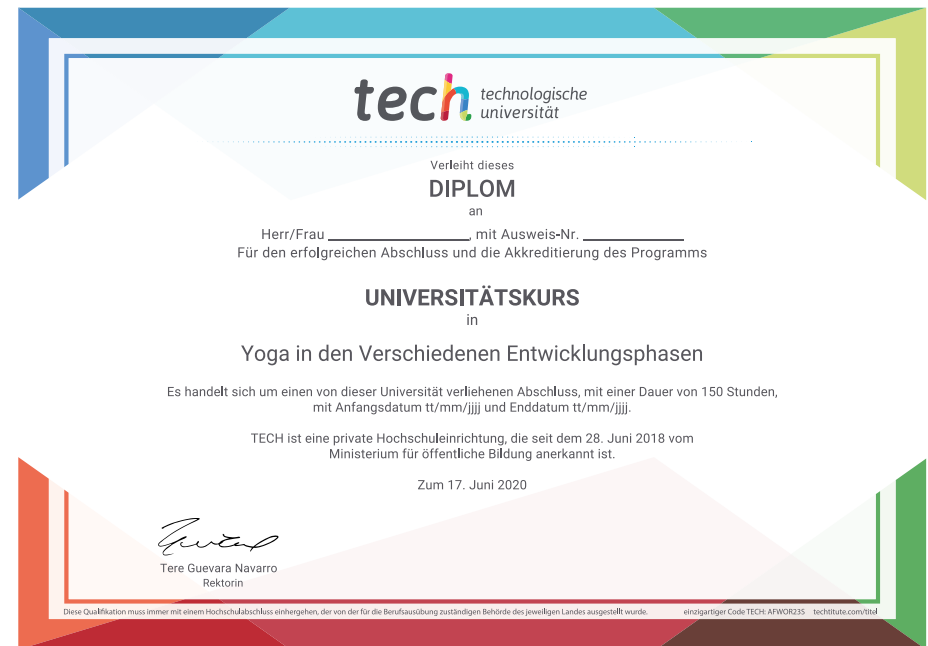 tech technologische
universität
Verleiht dieses
DIPLOM
an
Herr/Frau ____________________, mit Ausweis-Nr. ______________
Für den erfolgreichen Abschluss und die Akkreditierung des Programms
UNIVERSITÄTSKURS
in
Yoga in den Verschiedenen Entwicklungsphasen
Es handelt sich um einen von dieser Universität verliehenen Abschluss, mit einer Dauer von 150 Stunden,
mit Anfangsdatum tt/mm/jjjj und Enddatum tt/mm/jjjj.
TECH ist eine private Hochschuleinrichtung, die seit dem 28. Juni 2018 vom
Ministerium für öffentliche Bildung anerkannt ist.
Zum 17. Juni 2020
Tere Guevara Navarro
Rektorin
Diese Qualifikation muss immer mit einem Hochschulabschluss einhergehen, der von der für die Berufsausübung zuständigen Behörde des jeweiligen Landes ausgestellt wurde. einzigartiger Code TECH: AFWOR235 techtitute.com/titel